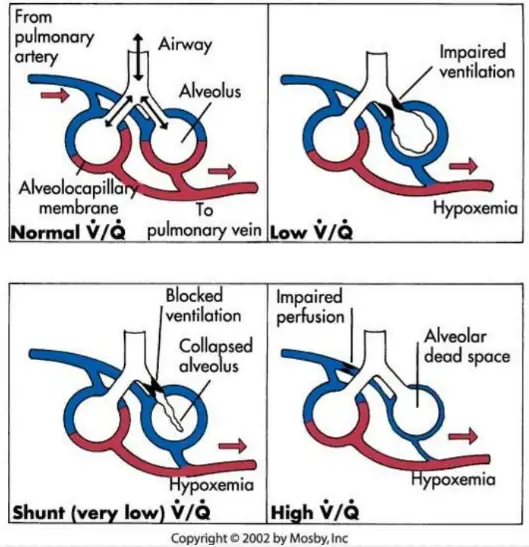 From
pulmonary
artery
Airway
Alveolus
Alveolocapillary
membrane
To
pulmonary vein
Normal V̇/Q̇
Impaired
ventilation
Hypoxemia
Low V̇/Q̇
Blocked
ventilation
Collapsed
alveolus
Hypoxemia
Shunt (very low) V̇/Q̇
Impaired
perfusion
Alveolar
dead space
Hypoxemia
High V̇/Q̇
Copyright © 2002 by Mosby, Inc